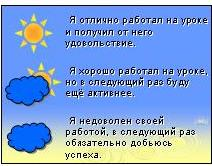 Я отлично работал на уроке
и получил от него
удовольствие.
Я хорошо работал на уроке,
но в следующий раз буду
ещё активнее.
Я недоволен своей
работой, в следующий раз
обязательно добьюсь
успеха.